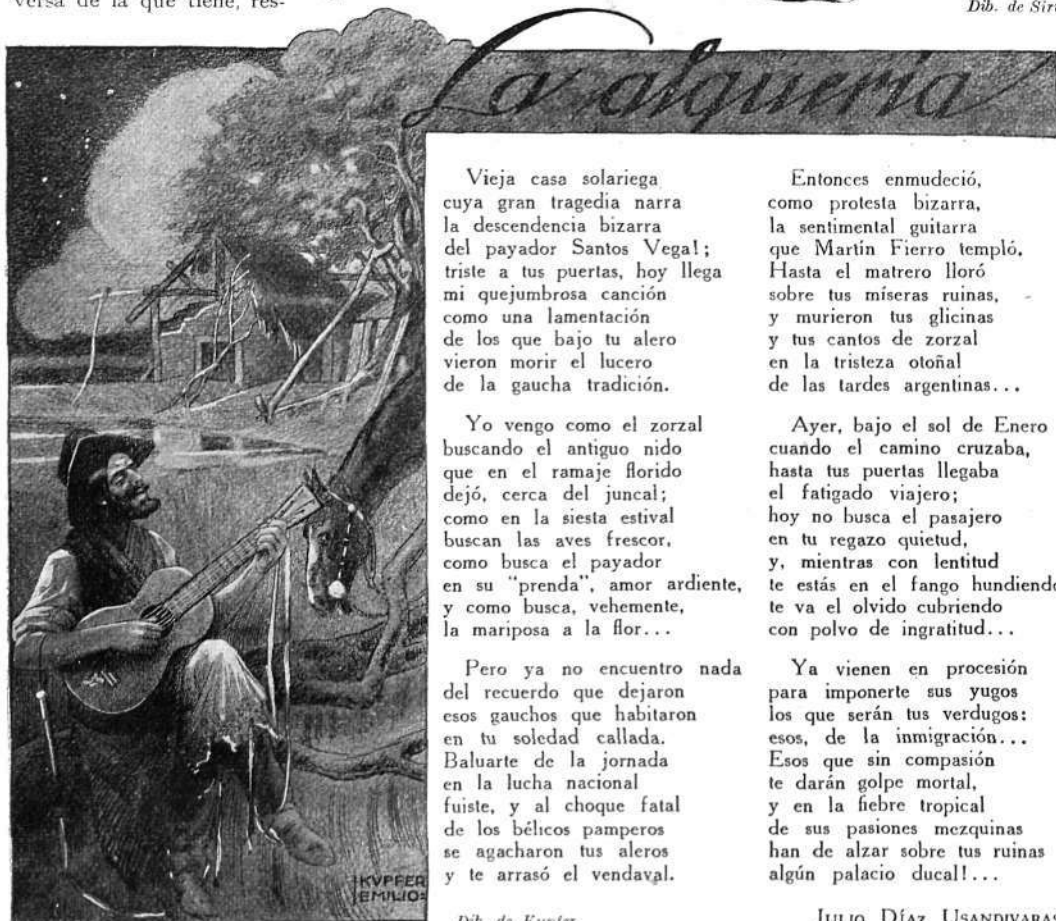 versa de la que tiene, res-
Dib. de Siri
La alquería
Vieja casa solariega
cuya gran tragedia narra
la descendencia bizarra
del payador Santos Vega!;
triste a tus puertas, hoy llega
mi quejumbrosa canción
como una lamentación
de los que bajo tu alero
vieron morir el lucero
de la gaucha tradición.
Yo vengo como el zorzal
buscando el antiguo nido
que en el ramaje florido
dejó, cerca del juncal;
como en la siesta estival
buscan las aves frescor,
como busca el payador
en su "prenda", amor ardiente,
y como busca, vehemente,
la mariposa a la flor...
Pero ya no encuentro nada
del recuerdo que dejaron
esos gauchos que habitaron
en tu soledad callada.
Baluarte de la jornada
en la lucha nacional
fuiste, y al choque fatal
de los bélicos pamperos
se agacharon tus aleros
y te arrasó el vendaval.
Dib. de Kupfer
Entonces enmudeció,
como protesta bizarra,
la sentimental guitarra
que Martín Fierro templó.
Hasta el matrero lloró
sobre tus míseras ruinas,
y murieron tus glicinas
y tus cantos de zorzal
en la tristeza otoñal
de las tardes argentinas...
Ayer, bajo el sol de Enero
cuando el camino cruzaba,
hasta tus puertas llegaba
el fatigado viajero;
hoy no busca el pasajero
en tu regazo quietud,
y, mientras con lentitud
te estás en el fango hundiendo
te va el olvido cubriendo
con polvo de ingratitud...
Ya vienen en procesión
para imponerte sus yugos
los que serán tus verdugos:
esos, de la inmigración...
Esos que sin compasión
te darán golpe mortal,
y en la fiebre tropical
de sus pasiones mezquinas
han de alzar sobre tus ruinas
algún palacio ducal!...
JULIO DÍAZ USANDIVARAS
KVPFER
EMILIO